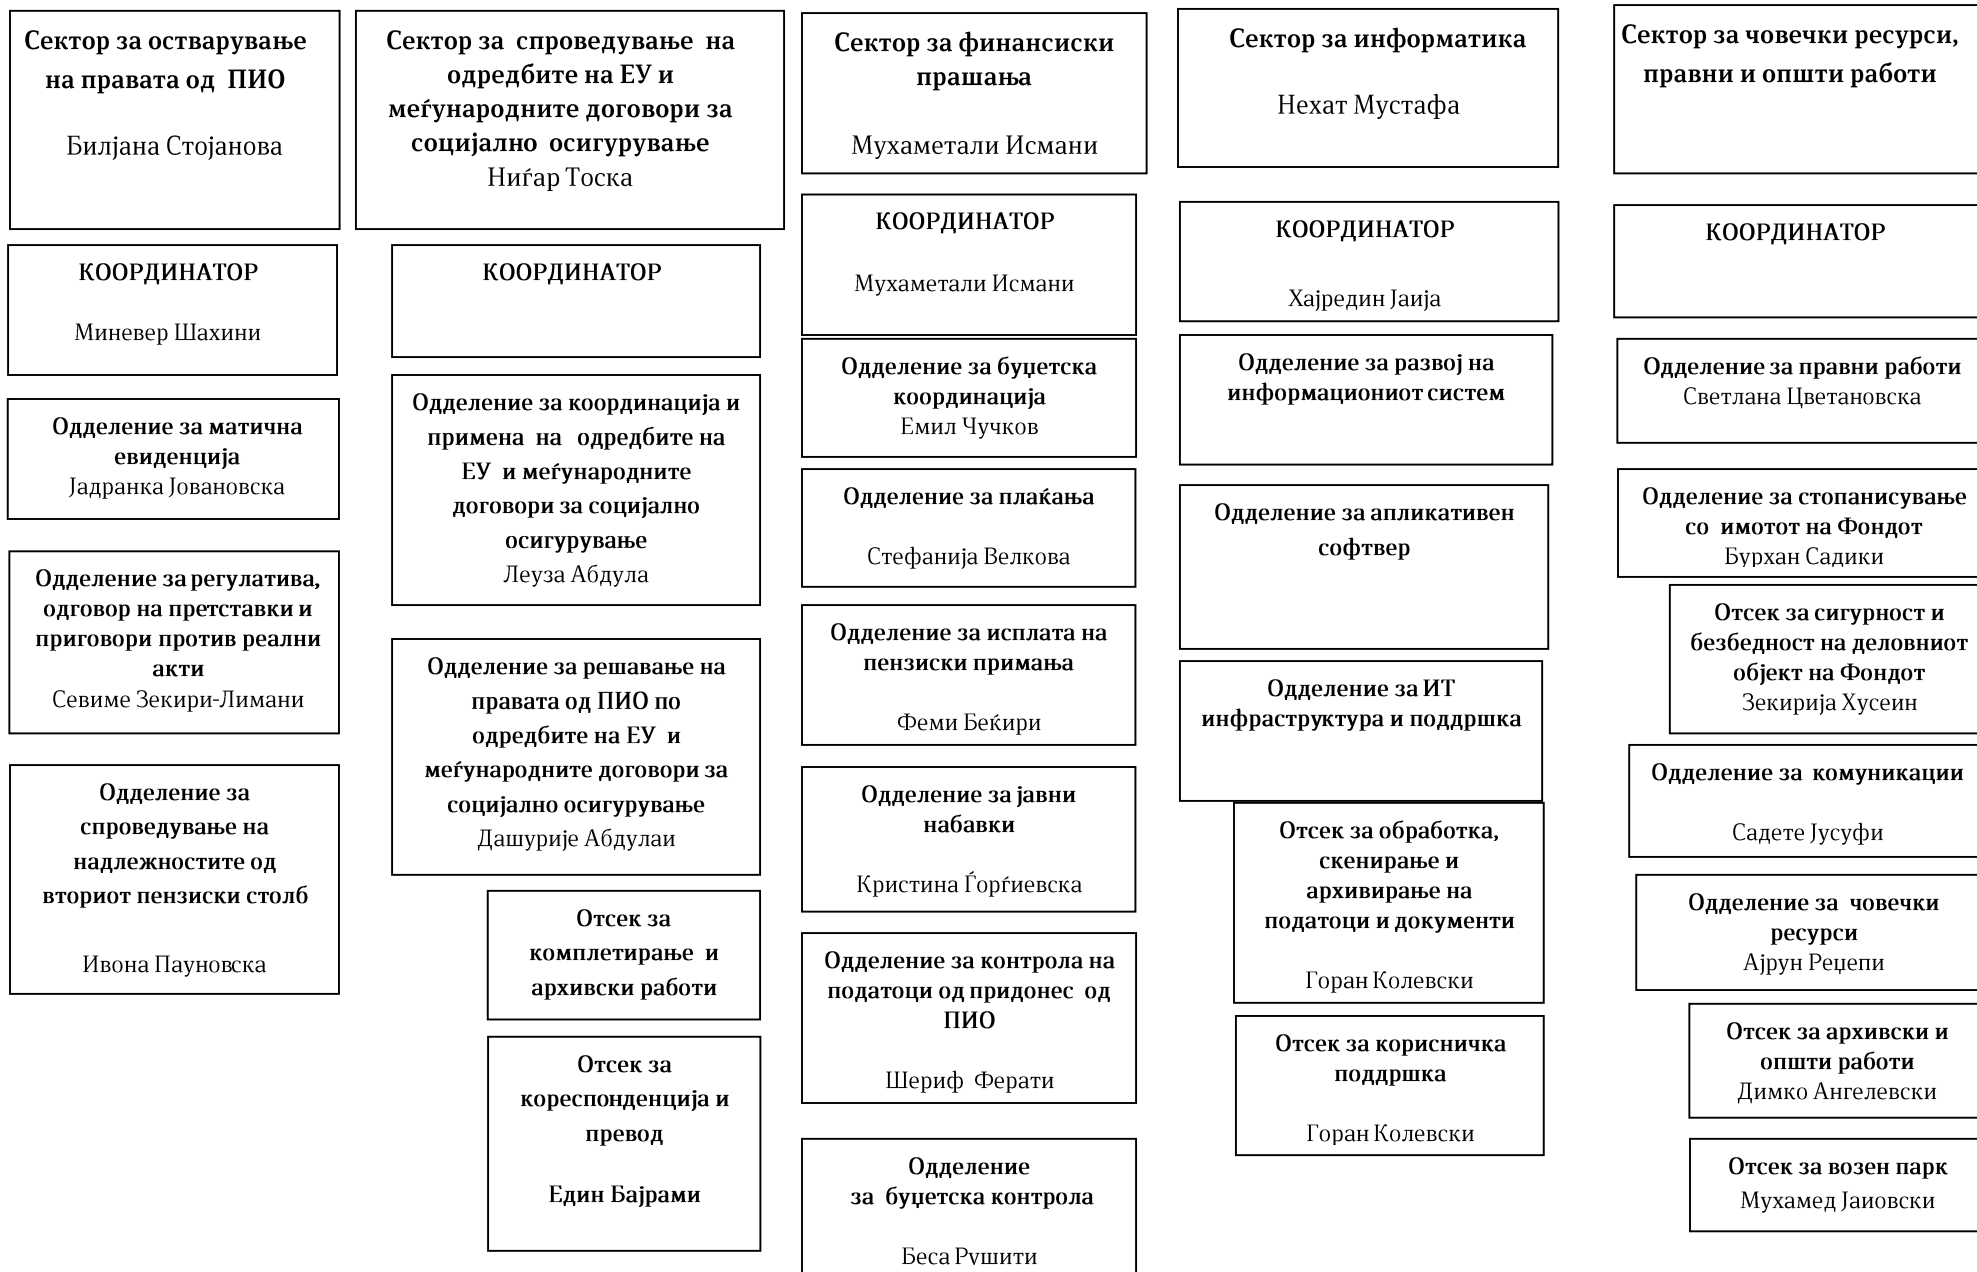 Сектор за остварување
на правата од ПИО
Билјана Стојанова
КООРДИНАТОР
Миневер Шахини
Одделение за матична
евиденција
Јадранка Јовановска
Одделение за регулатива,
одговор на претставки и
приговори против реални
акти
Севиме Зекири-Лимани
Одделение за
спроведување на
надлежностите од
вториот пензиски столб
Ивона Пауновска
Сектор за спроведување на
одредбите на ЕУ и
меѓународните договори за
социјално осигурување
Ниѓар Тоска
КООРДИНАТОР
Одделение за координација и
примена на одредбите на
ЕУ и меѓународните
договори за социјално
осигурување
Леуза Абдула
Одделение за решавање на
правата од ПИО по
одредбите на ЕУ и
меѓународните договори за
социјално осигурување
Дашурије Абдулаи
Отсек за
комплетирање и
архивски работи
Отсек за
кореспонденција и
превод
Един Бајрами
Сектор за финансиски
прашања
Мухаметали Исмани
КООРДИНАТОР
Мухаметали Исмани
Одделение за буџетска
координација
Емил Чучков
Одделение за плаќања
Стефанија Велкова
Одделение за исплата на
пензиски примања
Феми Беќири
Одделение за јавни
набавки
Кристина Ѓорѓиевска
Одделение за контрола на
податоци од придонес од
ПИО
Шериф Ферати
Одделение
за буџетска контрола
Беса Рушити
Сектор за информатика
Нехат Мустафа
КООРДИНАТОР
Хајредин Јаија
Одделение за развој на
информациониот систем
Одделение за апликативен
софтвер
Одделение за ИТ
инфраструктура и поддршка
Отсек за обработка,
скенирање и
архивирање на
податоци и документи
Горан Колевски
Отсек за корисничка
поддршка
Горан Колевски
Сектор за човечки ресурси,
правни и општи работи
КООРДИНАТОР
Одделение за правни работи
Светлана Цветановска
Одделение за стопанисување
со имотот на Фондот
Бурхан Садики
Отсек за сигурност и
безбедност на деловниот
објект на Фондот
Зекирија Хусеин
Одделение за комуникации
Садете Јусуфи
Одделение за човечки
ресурси
Ајрун Реџепи
Отсек за архивски и
општи работи
Димко Ангелевски
Отсек за возен парк
Мухамед Јаиовски